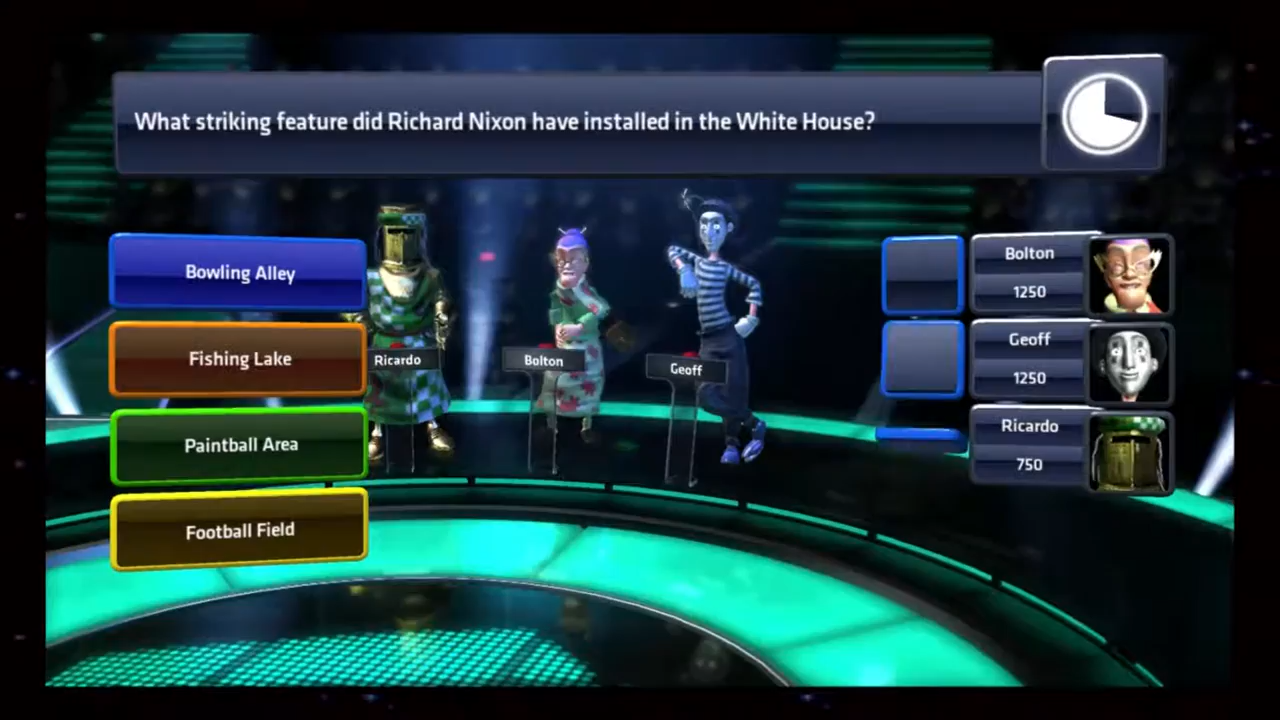 What striking feature did Richard Nixon have installed in the White House?
Bowling Alley
Fishing Lake
Paintball Area
Football Field
Ricardo
Bolton
Geoff
Bolton
1250
Geoff
1250
Ricardo
750